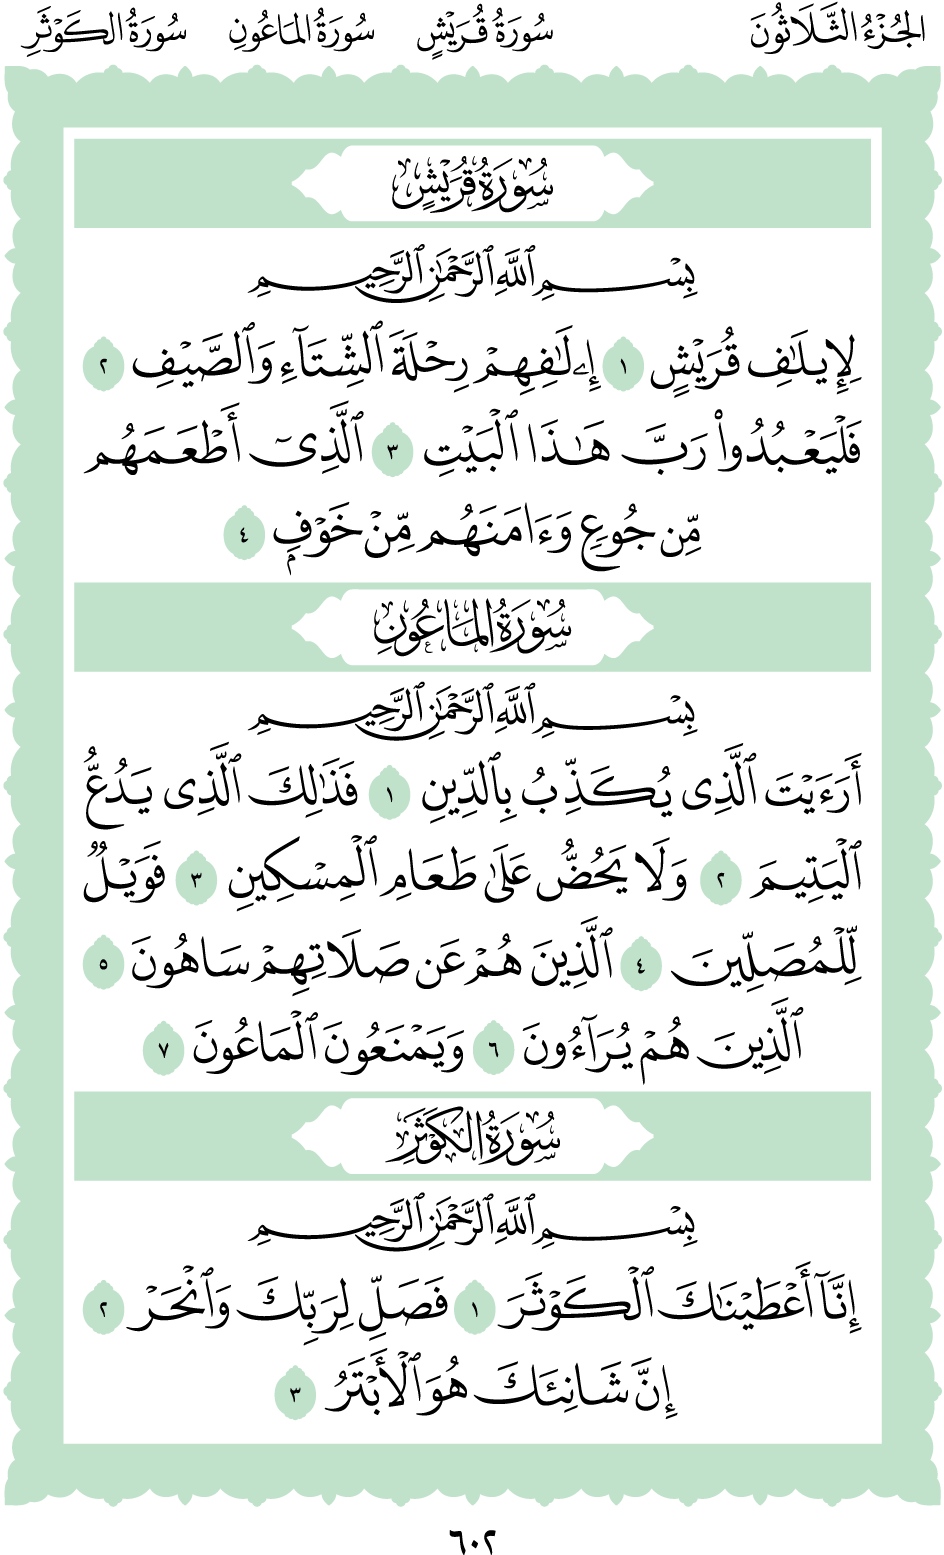 الجُزْءُ الثَّلَاثُونَ سُورَةُ قُرَيْشٍ سُورَةُ المَاعُونِ سُورَةُ الكَوْثَرِ
سُورَةُ قُرَيْشٍ
بِسْمِ ٱللَّهِ ٱلرَّحْمَٰنِ ٱلرَّحِيمِ
لِإِيلَٰفِ قُرَيْشٍ ١ إِۦلَٰفِهِمْ رِحْلَةَ ٱلشِّتَآءِ وَٱلصَّيْفِ ٢
فَلْيَعْبُدُوا۟ رَبَّ هَٰذَا ٱلْبَيْتِ ٣ ٱلَّذِىٓ أَطْعَمَهُم
مِّن جُوعٍ وَءَامَنَهُم مِّنْ خَوْفٍۭ ٤
سُورَةُ المَاعُونِ
بِسْمِ ٱللَّهِ ٱلرَّحْمَٰنِ ٱلرَّحِيمِ
أَرَءَيْتَ ٱلَّذِى يُكَذِّبُ بِٱلدِّينِ ١ فَذَٰلِكَ ٱلَّذِى يَدُعُّ
ٱلْيَتِيمَ ٢ وَلَا يَحُضُّ عَلَىٰ طَعَامِ ٱلْمِسْكِينِ ٣ فَوَيْلٌ
لِّلْمُصَلِّينَ ٤ ٱلَّذِينَ هُمْ عَن صَلَاتِهِمْ سَاهُونَ ٥
ٱلَّذِينَ هُمْ يُرَآءُونَ ٦ وَيَمْنَعُونَ ٱلْمَاعُونَ ٧
سُورَةُ الكَوْثَرِ
بِسْمِ ٱللَّهِ ٱلرَّحْمَٰنِ ٱلرَّحِيمِ
إِنَّآ أَعْطَيْنَٰكَ ٱلْكَوْثَرَ ١ فَصَلِّ لِرَبِّكَ وَٱنْحَرْ ٢
إِنَّ شَانِئَكَ هُوَ ٱلْأَبْتَرُ ٣
٦٠٢